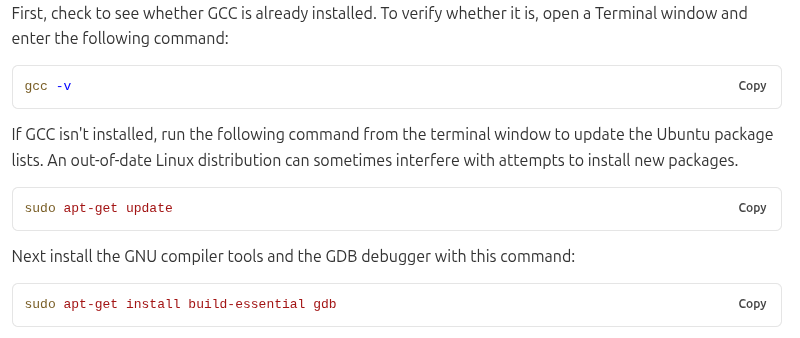 First, check to see whether GCC is already installed. To verify whether it is, open a Terminal window and
enter the following command:
gcc -v Copy
If GCC isn't installed, run the following command from the terminal window to update the Ubuntu package
lists. An out-of-date Linux distribution can sometimes interfere with attempts to install new packages.
sudo apt-get update Copy
Next install the GNU compiler tools and the GDB debugger with this command:
sudo apt-get install build-essential gdb Copy